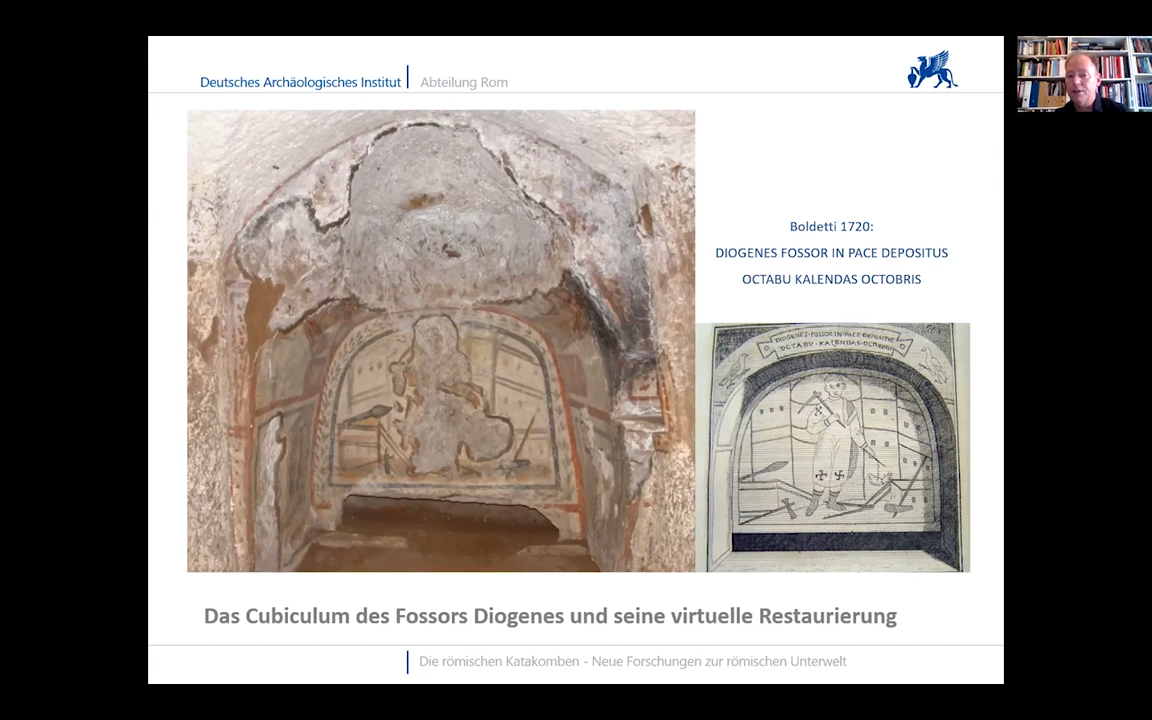 Deutsches Archäologisches Institut
Abteilung Rom
Boldetti 1720:
DIOGENES FOSSOR IN PACE DEPOSITUS
OCTABU KALENDAS OCTOBRIS
DIOGENES·FOSSOR·IN·PACE·DEPOSITUS
OCTABU·KALENDAS·OCTOBRIS
Das Cubiculum des Fossors Diogenes und seine virtuelle Restaurierung
Die römischen Katakomben - Neue Forschungen zur römischen Unterwelt